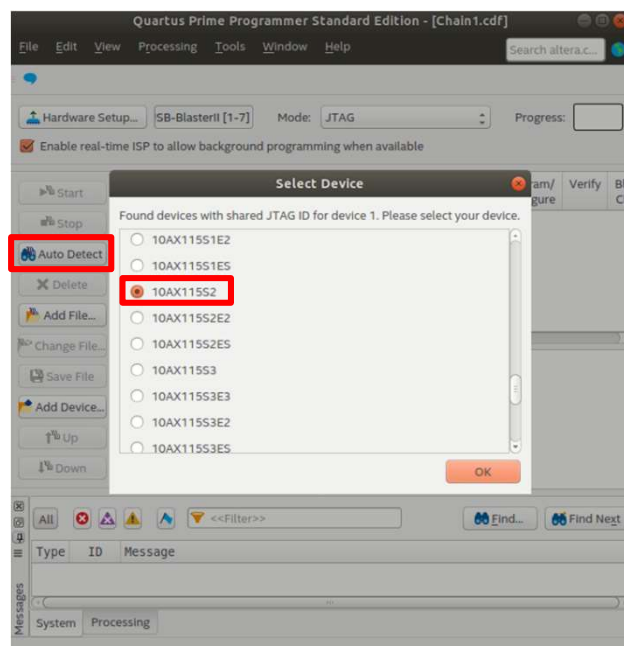 Quartus Prime Programmer Standard Edition - [Chain1.cdf]
File Edit View Processing Tools Window Help
Search altera.c...
Hardware Setup... SB-BlasterII [1-7] Mode: JTAG Progress:
Enable real-time ISP to allow background programming when available
Start
Stop
Auto Detect
Delete
Add File...
Change File...
Save File
Add Device...
Up
Down
ram/ Verify Bl
gure C
Select Device
Found devices with shared JTAG ID for device 1. Please select your device.
10AX115S1E2
10AX115S1ES
10AX115S2
10AX115S2E2
10AX115S2ES
10AX115S3
10AX115S3E3
10AX115S3E2
10AX115S3ES
OK
All <<Filter>> Find... Find Next
Type ID Message
Messages
System Processing